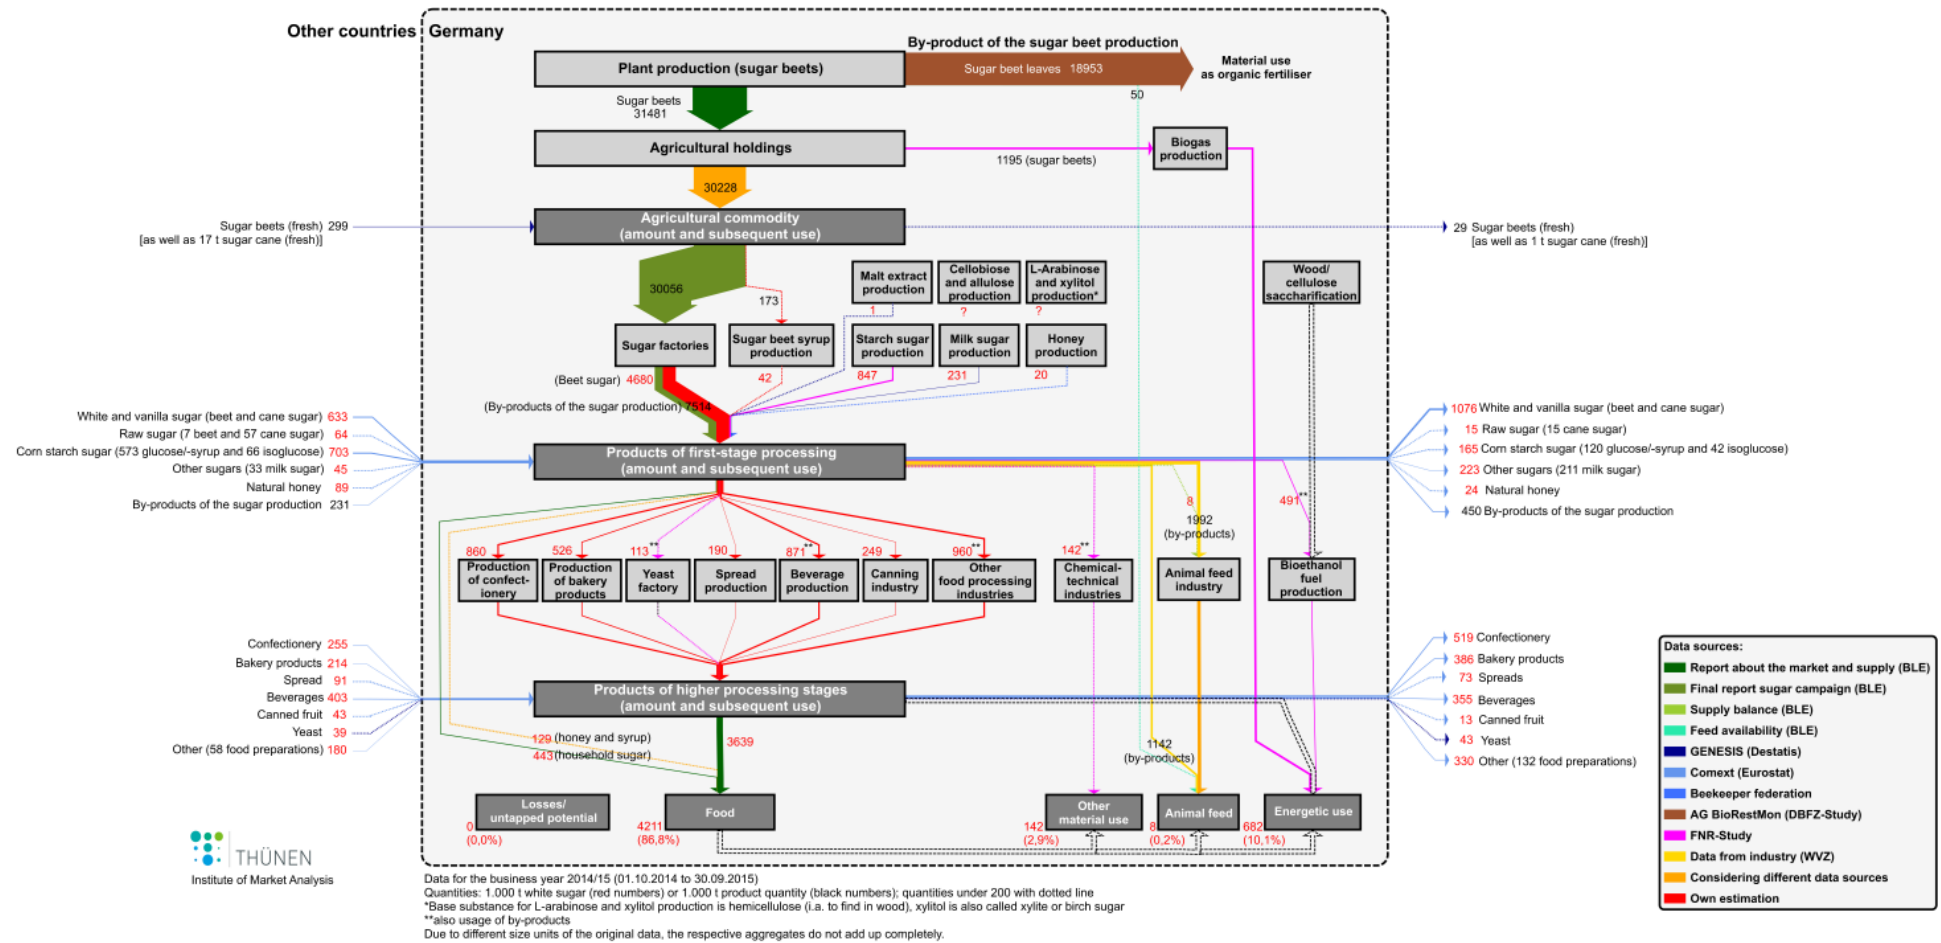 Other countries
Germany
By-product of the sugar beet production
Plant production (sugar beets)
Sugar beet leaves 18953
Material use
as organic fertiliser
Sugar beets
31481
50
Agricultural holdings
1195 (sugar beets)
Biogas
production
30228
Sugar beets (fresh) 299
[as well as 17 t sugar cane (fresh)]
Agricultural commodity
(amount and subsequent use)
29 Sugar beets (fresh)
[as well as 1 t sugar cane (fresh)]
30056
173
Malt extract
production
1
Cellobiose
and allulose
production
?
L-Arabinose
and xylitol
production*
?
Wood/
cellulose
saccharification
Sugar factories
Sugar beet syrup
production
Starch sugar
production
Milk sugar
production
Honey
production
(Beet sugar) 4680
42
847
231
20
(By-products of the sugar production) 7514
White and vanilla sugar (beet and cane sugar) 633
Raw sugar (7 beet and 57 cane sugar) 64
Corn starch sugar (573 glucose/-syrup and 66 isoglucose) 703
Other sugars (33 milk sugar) 45
Natural honey 89
By-products of the sugar production 231
Products of first-stage processing
(amount and subsequent use)
1076 White and vanilla sugar (beet and cane sugar)
15 Raw sugar (15 cane sugar)
165 Corn starch sugar (120 glucose/-syrup and 42 isoglucose)
223 Other sugars (211 milk sugar)
24 Natural honey
450 By-products of the sugar production
8
1992
(by-products)
491**
860
526
113**
190
871**
249
960**
142**
Production
of confect-
ionery
Production
of bakery
products
Yeast
factory
Spread
production
Beverage
production
Canning
industry
Other
food processing
industries
Chemical-
technical
industries
Animal feed
industry
Bioethanol
fuel
production
Confectionery 255
Bakery products 214
Spread 91
Beverages 403
Canned fruit 43
Yeast 39
Other (58 food preparations) 180
Products of higher processing stages
(amount and subsequent use)
519 Confectionery
386 Bakery products
73 Spreads
355 Beverages
13 Canned fruit
43 Yeast
330 Other (132 food preparations)
129 (honey and syrup)
443 (household sugar)
3639
1142
(by-products)
Losses/
untapped potential
0
(0,0%)
Food
4211
(86,8%)
Other
material use
142
(2,9%)
Animal feed
8
(0,2%)
Energetic use
682
(10,1%)
Data sources:
Report about the market and supply (BLE)
Final report sugar campaign (BLE)
Supply balance (BLE)
Feed availability (BLE)
GENESIS (Destatis)
Comext (Eurostat)
Beekeeper federation
AG BioRestMon (DBFZ-Study)
FNR-Study
Data from industry (WVZ)
Considering different data sources
Own estimation
THÜNEN
Institute of Market Analysis
Data for the business year 2014/15 (01.10.2014 to 30.09.2015)
Quantities: 1.000 t white sugar (red numbers) or 1.000 t product quantity (black numbers); quantities under 200 with dotted line
*Base substance for L-arabinose and xylitol production is hemicellulose (i.a. to find in wood), xylitol is also called xylite or birch sugar
**also usage of by-products
Due to different size units of the original data, the respective aggregates do not add up completely.